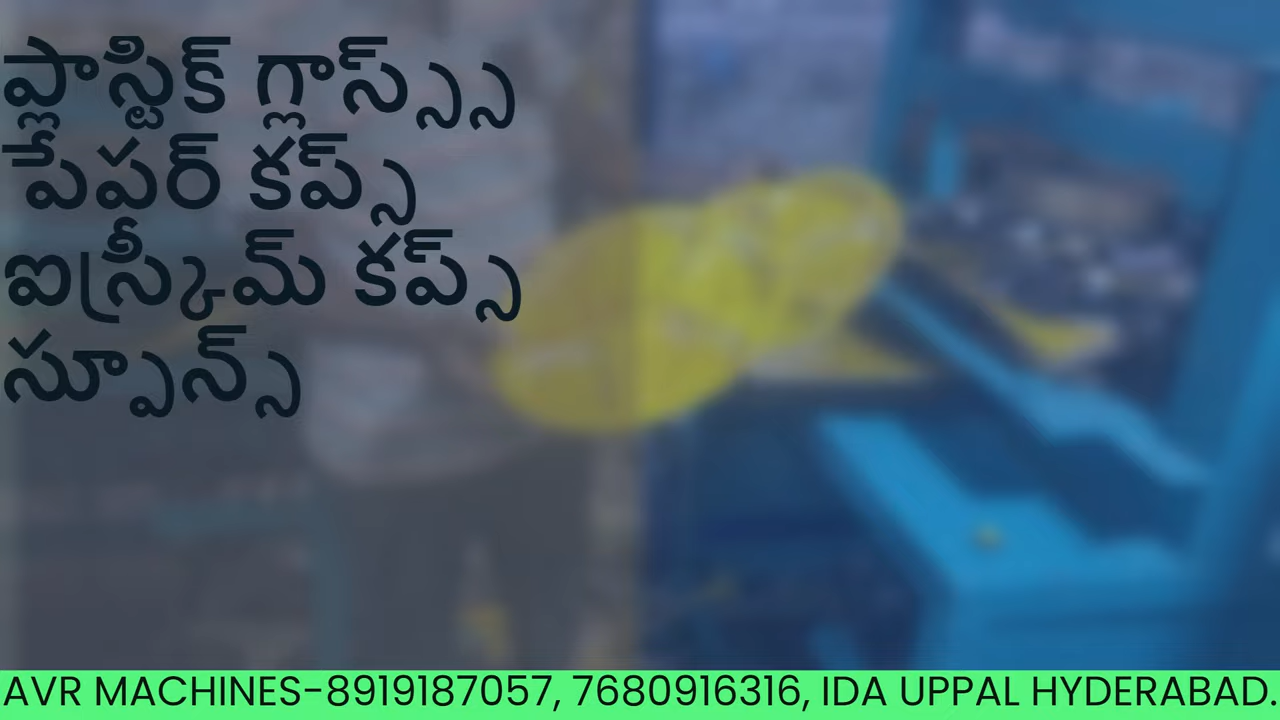 ప్లాస్టిక్ గ్లాస్స్స
పేపర్ కప్స్
ఐస్క్రీమ్ కప్స్
స్పూన్స్
AVR MACHINES-8919187057, 7680916316, IDA UPPAL HYDERABAD.